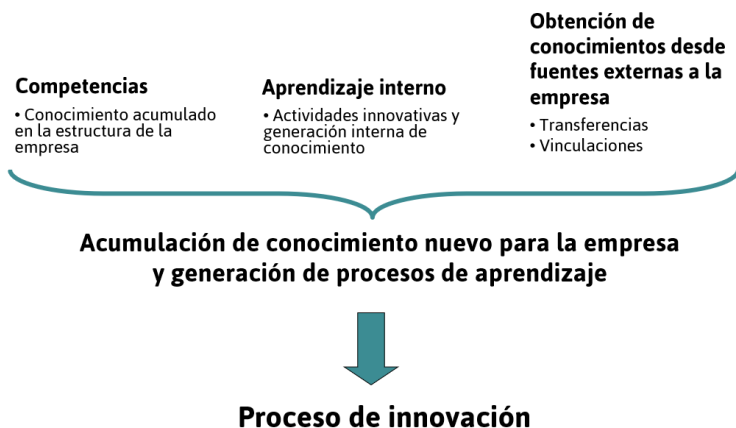 Competencias
• Conocimiento acumulado
en la estructura de la
empresa
Aprendizaje interno
• Actividades innovativas y
generación interna de
conocimiento
Obtención de
conocimientos desde
fuentes externas a la
empresa
• Transferencias
• Vinculaciones
Acumulación de conocimiento nuevo para la empresa
y generación de procesos de aprendizaje
Proceso de innovación